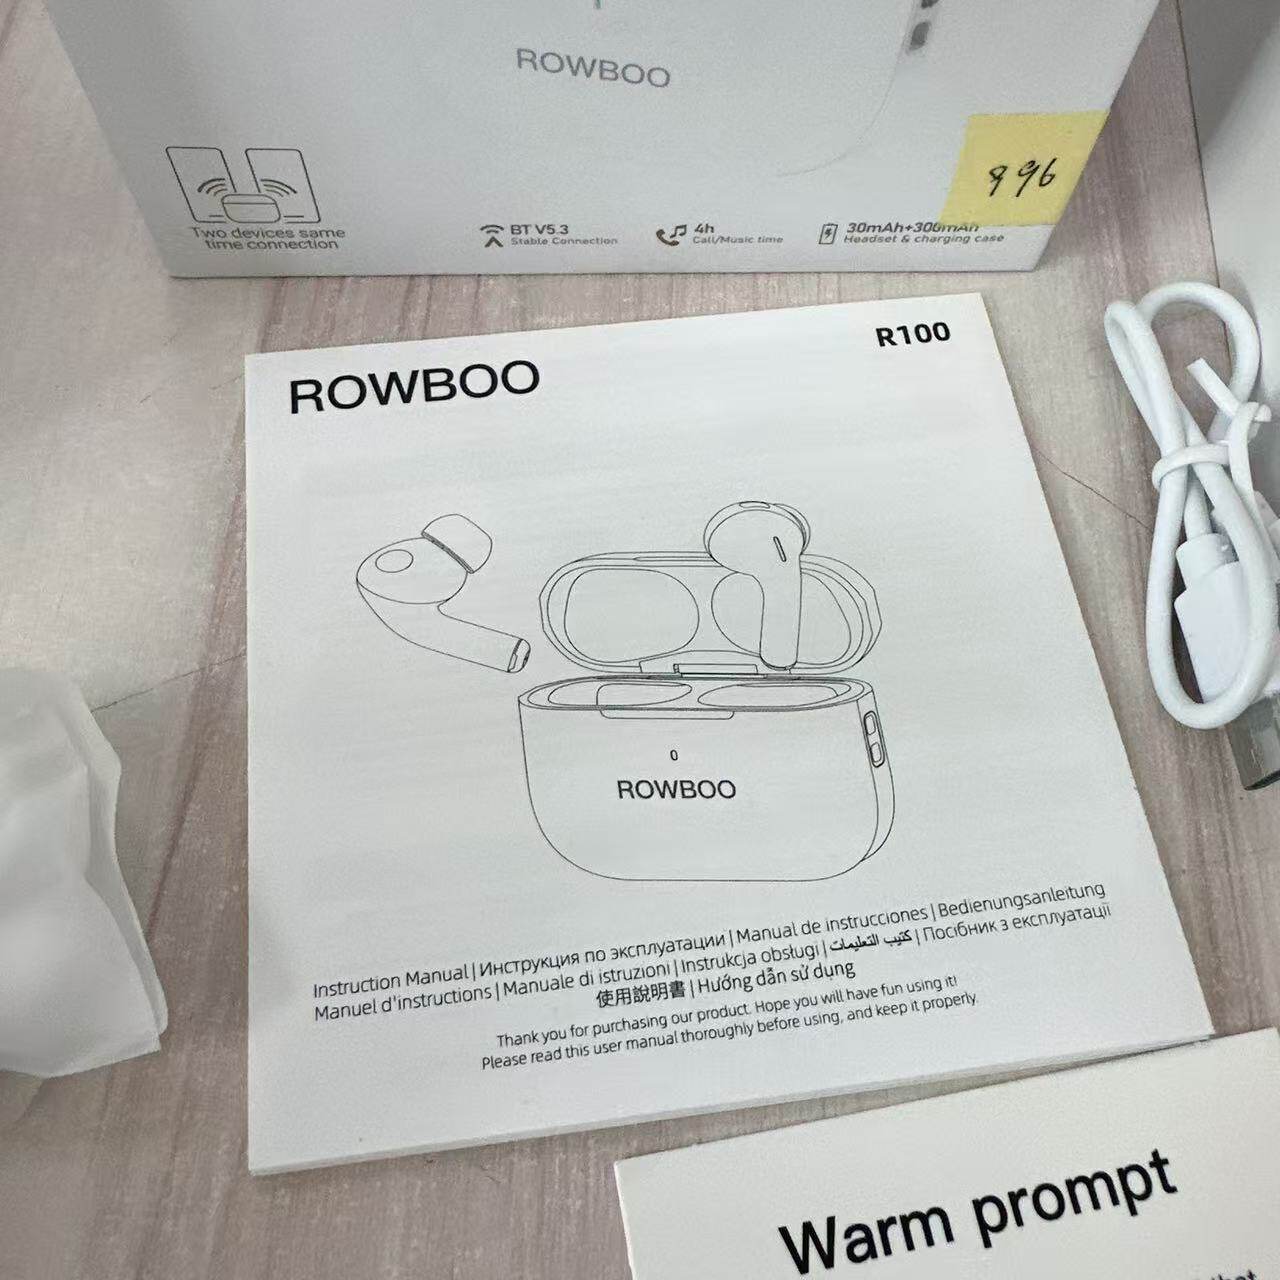 ROWBOO
996
Two devices same
time connection
BT V5.3
Stable Connection
4h
Call/Music time
30mAh+300mAh
Headset & charging case
ROWBOO
R100
ROWBOO
Instruction Manual | Инструкция по эксплуатации | Manual de instrucciones | Bedienungsanleitung
Manuel d'instructions | Manuale di istruzioni | Instrukcja obsługi | كتيب التعليمات | Посібник з експлуатації
使用說明書 | Hướng dẫn sử dụng
Thank you for purchasing our product. Hope you will have fun using it!
Please read this user manual thoroughly before using, and keep it properly.
Warm prompt